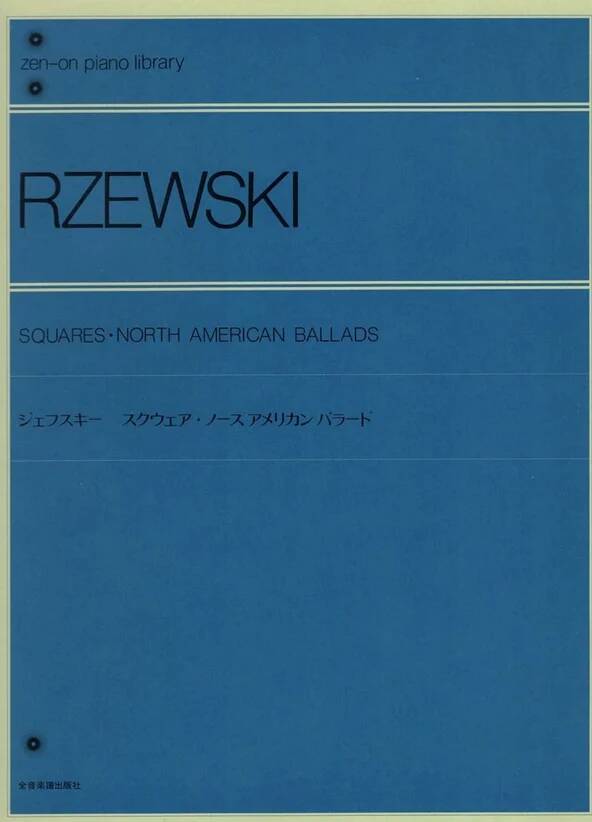 zen-on piano library
RZEWSKI
SQUARES・NORTH AMERICAN BALLADS
ジェフスキー スクウェア・ノースアメリカンバラード
全音楽譜出版社